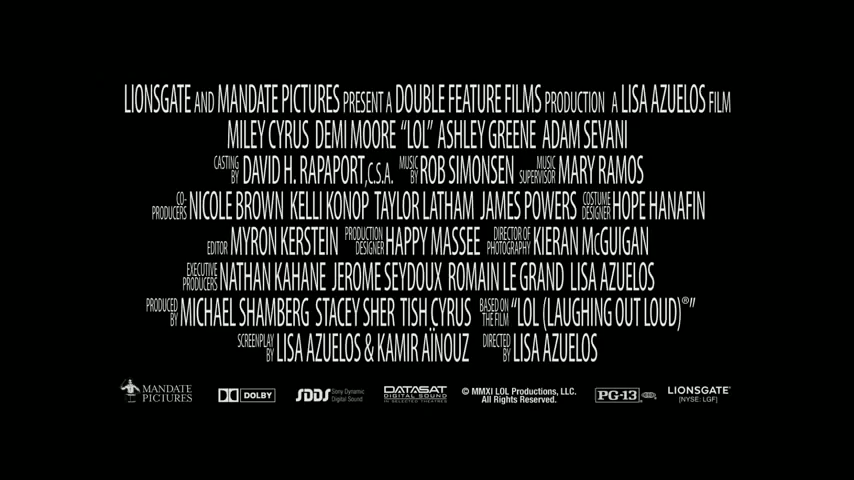 LIONSGATE AND MANDATE PICTURES PRESENT A DOUBLE FEATURE FILMS PRODUCTION A LISA AZUELOS FILM
MILEY CYRUS DEMI MOORE "LOL" ASHLEY GREENE ADAM SEVANI
CASTING BY DAVID H. RAPAPORT, C.S.A. MUSIC BY ROB SIMONSEN MUSIC SUPERVISOR MARY RAMOS
CO-PRODUCERS NICOLE BROWN KELLI KONOP TAYLOR LATHAM JAMES POWERS COSTUME DESIGNER HOPE HANAFIN
EDITOR MYRON KERSTEIN PRODUCTION DESIGNER HAPPY MASSEE DIRECTOR OF PHOTOGRAPHY KIERAN McGUIGAN
EXECUTIVE PRODUCERS NATHAN KAHANE JEROME SEYDOUX ROMAIN LE GRAND LISA AZUELOS
PRODUCED BY MICHAEL SHAMBERG STACEY SHER TISH CYRUS BASED ON THE FILM "LOL (LAUGHING OUT LOUD)®"
SCREENPLAY BY LISA AZUELOS & KAMIR AÏNOUZ DIRECTED BY LISA AZUELOS
MANDATE PICTURES
DOLBY
SDDS Sony Dynamic Digital Sound
DATASAT DIGITAL SOUND IN SELECTED THEATRES
© MMXI LOL Productions, LLC.
All Rights Reserved.
PG-13
LIONSGATE®
[NYSE: LGF]